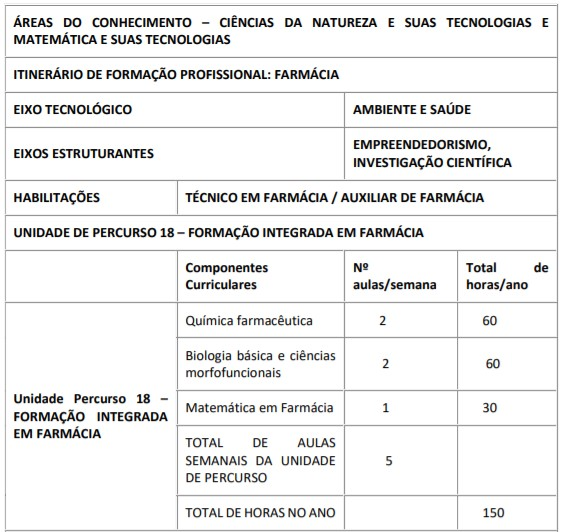 ÁREAS DO CONHECIMENTO – CIÊNCIAS DA NATUREZA E SUAS TECNOLOGIAS E
MATEMÁTICA E SUAS TECNOLOGIAS
ITINERÁRIO DE FORMAÇÃO PROFISSIONAL: FARMÁCIA
EIXO TECNOLÓGICO AMBIENTE E SAÚDE
EIXOS ESTRUTURANTES EMPREENDEDORISMO,
INVESTIGAÇÃO CIENTÍFICA
HABILITAÇÕES TÉCNICO EM FARMÁCIA / AUXILIAR DE FARMÁCIA
UNIDADE DE PERCURSO 18 – FORMAÇÃO INTEGRADA EM FARMÁCIA
Componentes Nº Total de
Curriculares aulas/semana horas/ano
Unidade Percurso 18 –
FORMAÇÃO INTEGRADA
EM FARMÁCIA
Química farmacêutica 2 60
Biologia básica e ciências
morfofuncionais 2 60
Matemática em Farmácia 1 30
TOTAL DE AULAS
SEMANAIS DA UNIDADE 5
DE PERCURSO
TOTAL DE HORAS NO ANO 150